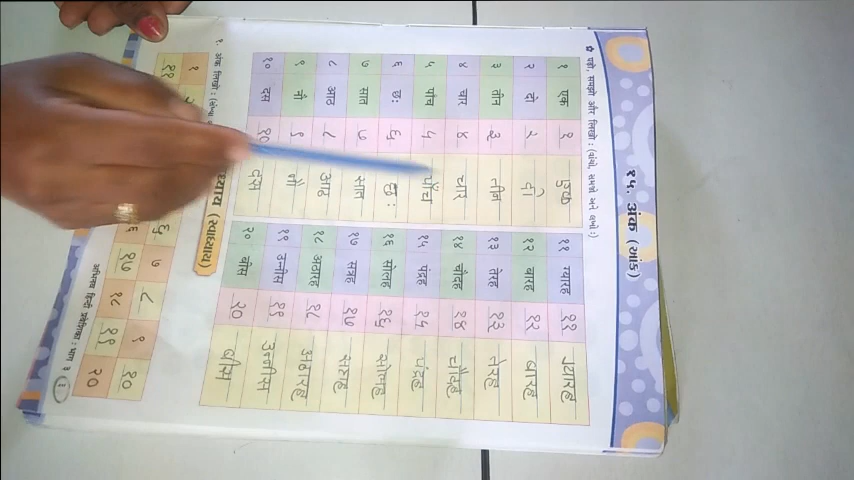 १५. अंक (આંક)
✿ पढ़ो, समझो और लिखो : (વાંચો, સમજો અને લખો :)
१ एक १ एक ११ ग्यारह ११ ग्यारह
२ दो २ दो १२ बारह १२ बारह
३ तीन ३ तीन १३ तेरह १३ तेरह
४ चार ४ चार १४ चौदह १४ चौदह
५ पाँच ५ पाँच १५ पंद्रह १५ पंद्रह
६ छः ६ छः १६ सोलह १६ सोलह
७ सात ७ सात १७ सत्रह १७ सत्रह
८ आठ ८ आठ १८ अठारह १८ अठारह
९ नौ ९ नौ १९ उन्नीस १९ उन्नीस
१० दस १० दस २० बीस २० बीस
(સ્વાધ્યાય)
१. अंक लिखो :
१ ६ ७ ८ ९ १०
११ १६ १७ १८ १९ २०
हिन्दी